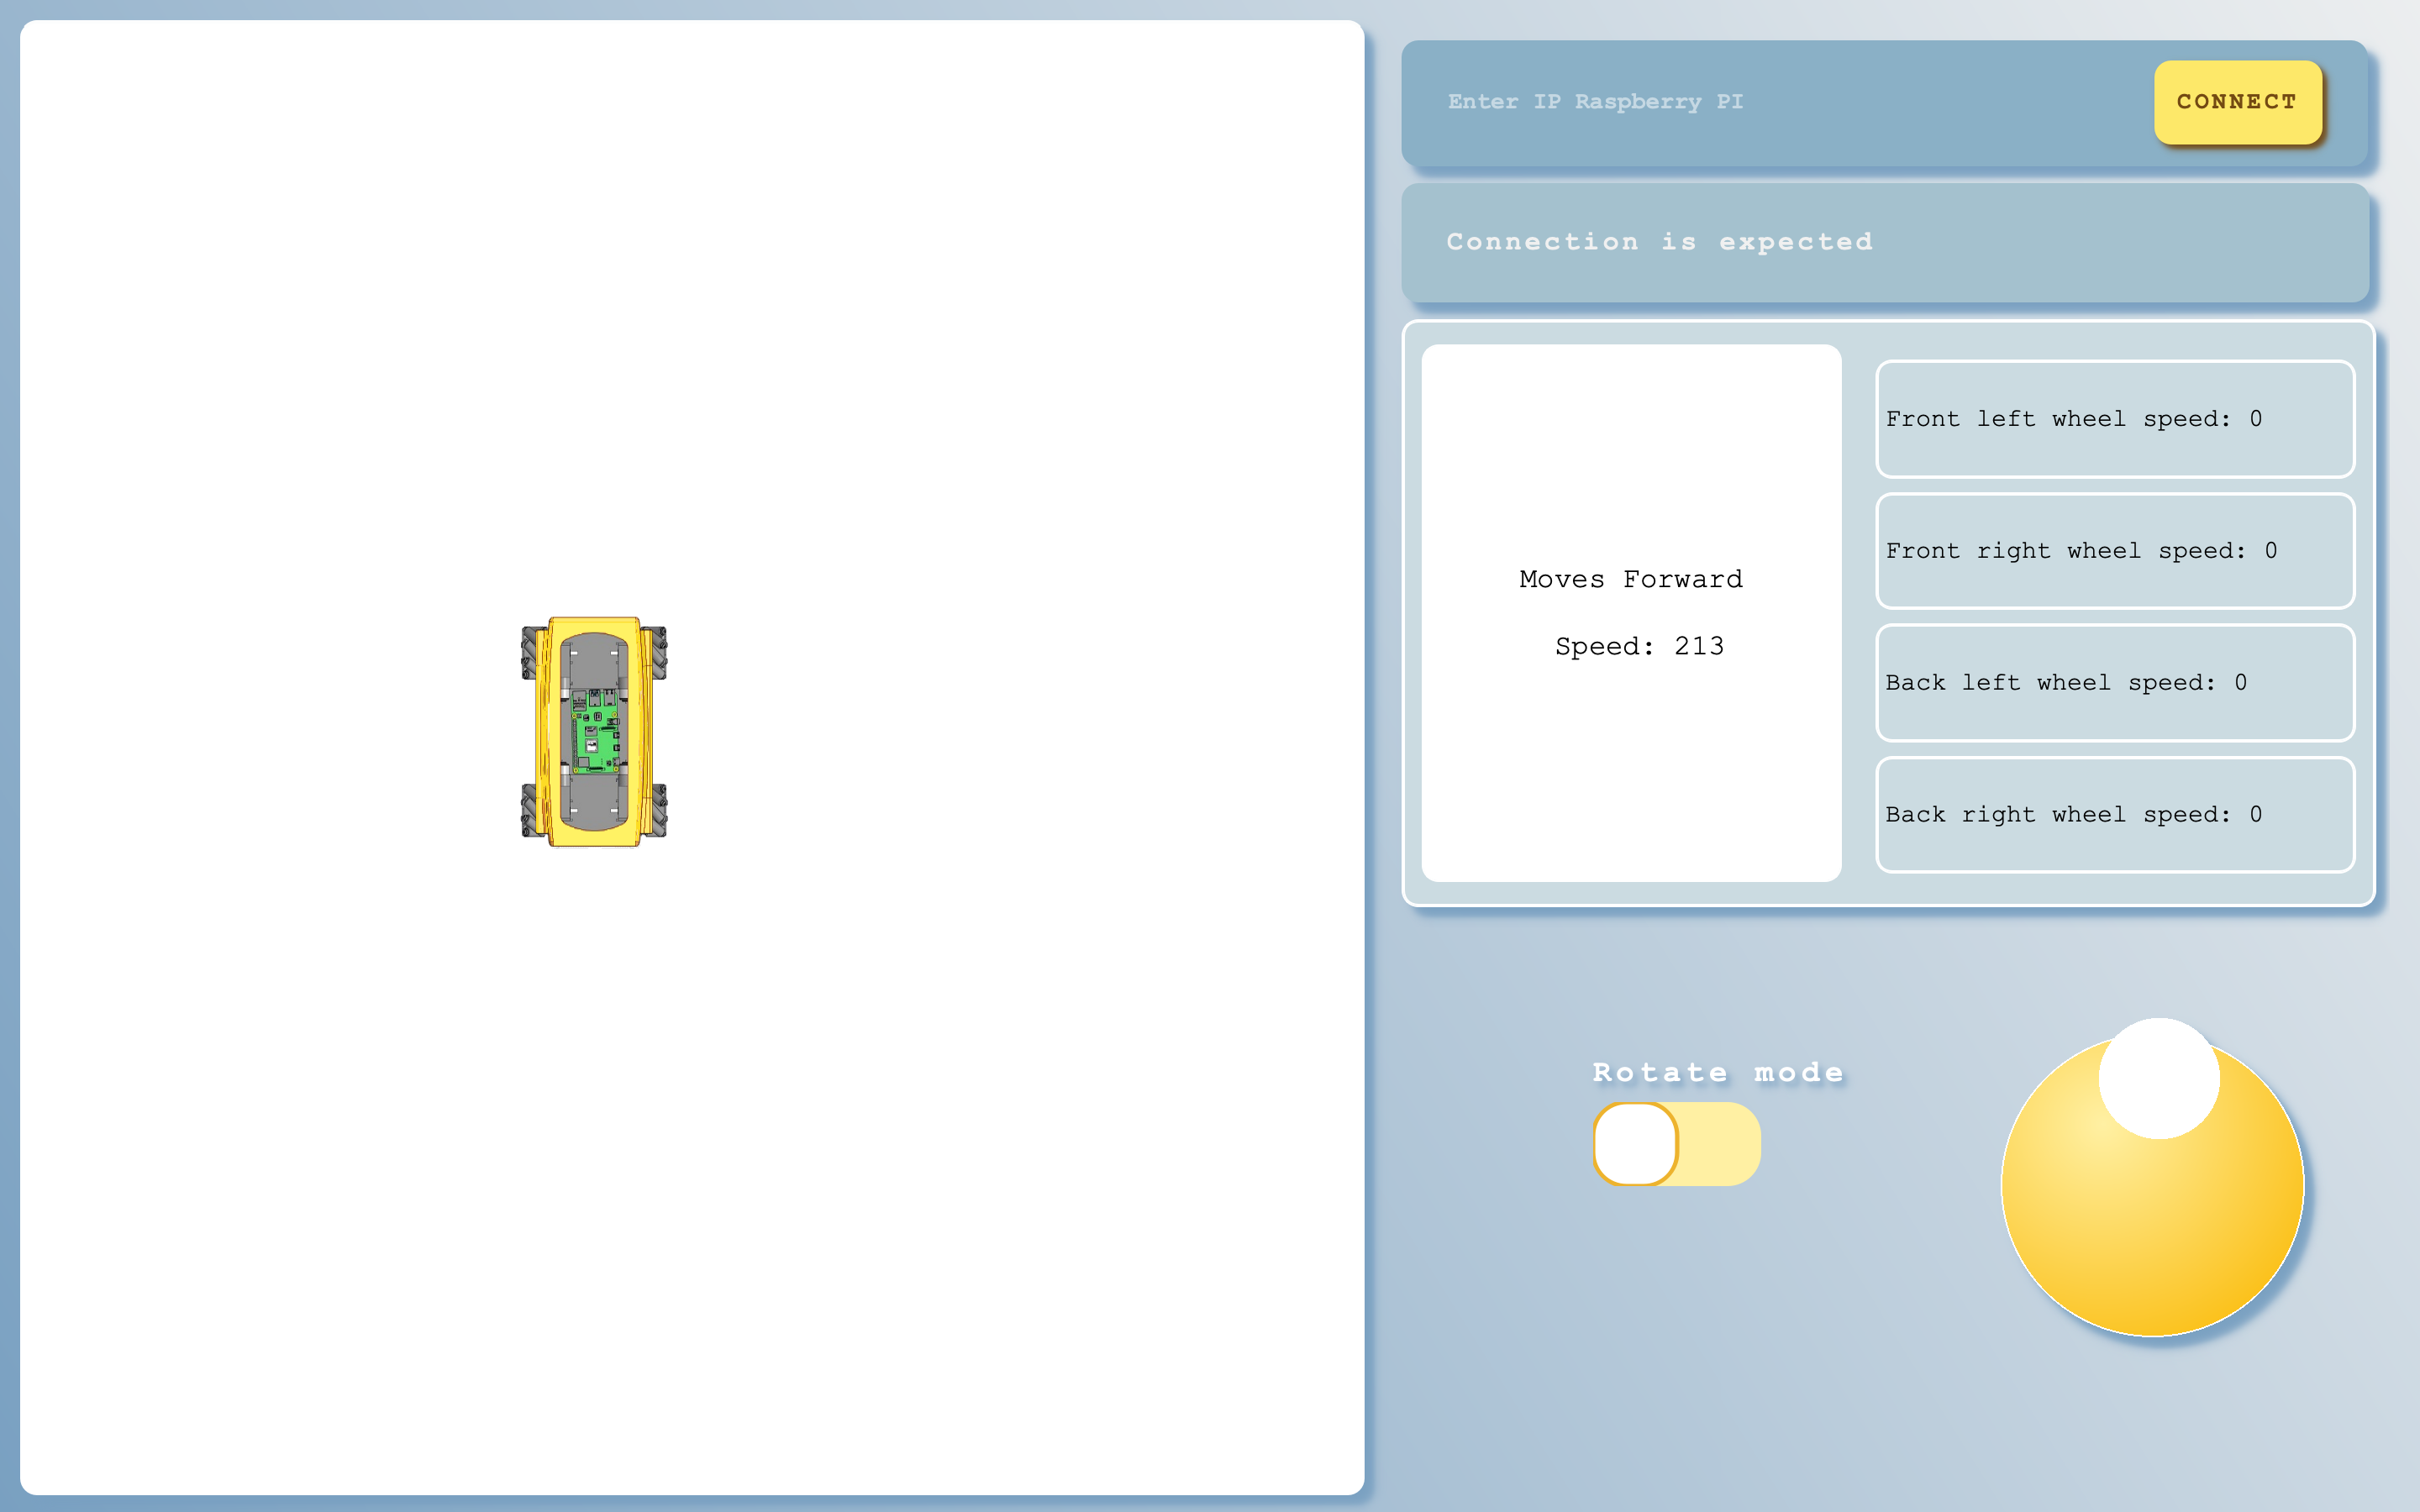 Enter IP Raspberry PI
CONNECT
Connection is expected
Moves Forward
Speed: 213
Front left wheel speed: 0
Front right wheel speed: 0
Back left wheel speed: 0
Back right wheel speed: 0
Rotate mode